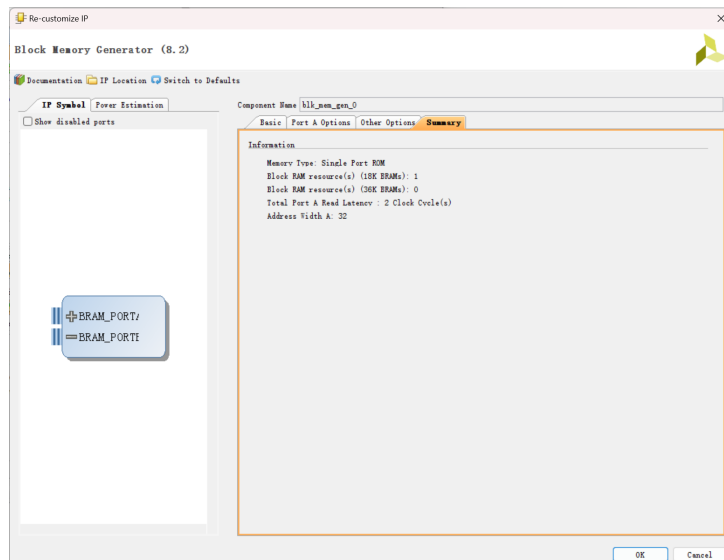 Re-customize IP
Block Memory Generator (8.2)
Documentation IP Location Switch to Defaults
IP Symbol Power Estimation
Show disabled ports
BRAM_PORTA
BRAM_PORTB
Component Name blk_mem_gen_0
Basic Port A Options Other Options Summary
Information
Memory Type: Single Port ROM
Block RAM resource(s) (18K BRAMs): 1
Block RAM resource(s) (36K BRAMs): 0
Total Port A Read Latency : 2 Clock Cycle(s)
Address Width A: 32
OK Cancel